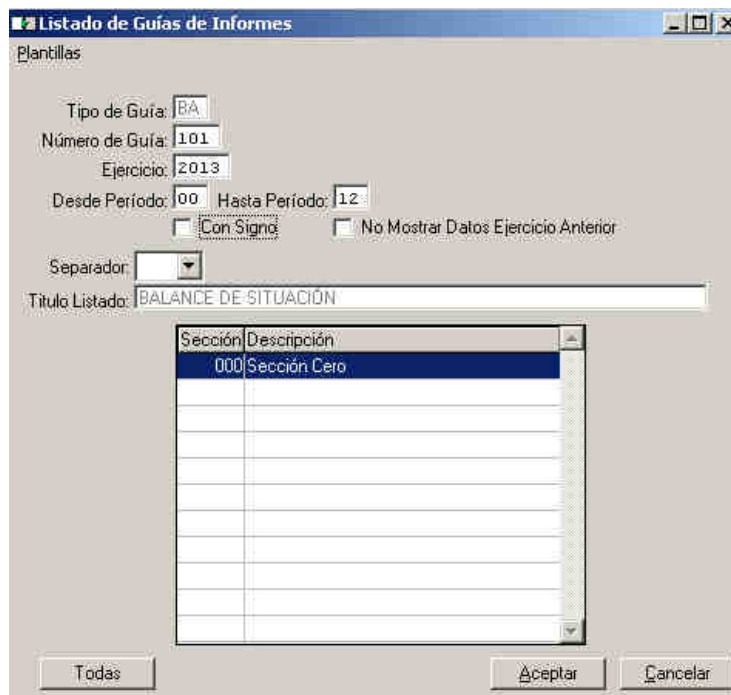 Listado de Guías de Informes
Plantillas
Tipo de Guía: BA
Número de Guía: 101
Ejercicio: 2013
Desde Período: 00 Hasta Período: 12
Con Signo No Mostrar Datos Ejercicio Anterior
Separador:
Titulo Listado: BALANCE DE SITUACIÓN
Sección Descripción
000 Sección Cero
Todas Aceptar Cancelar